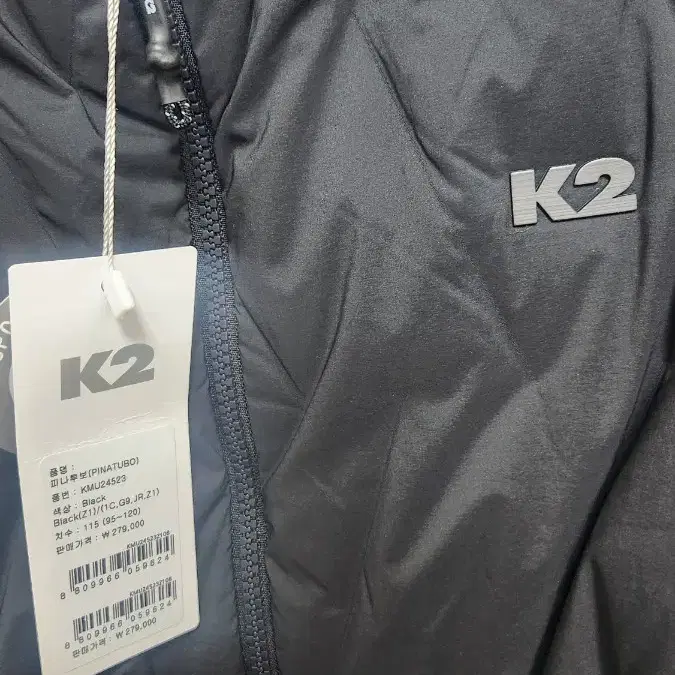 K2
K2
품명 :
피나투보(PINATUBO)
품번 : KMU24523
색상 : Black
Black(Z1)/(1C,G9,JR,Z1)
치수 : 115 (95~120)
판매가격 : ₩279,000
KMU24523Z108
8 809966 059624
KMU24523Z108
8 809966 059624
판매가격 : ₩279,000